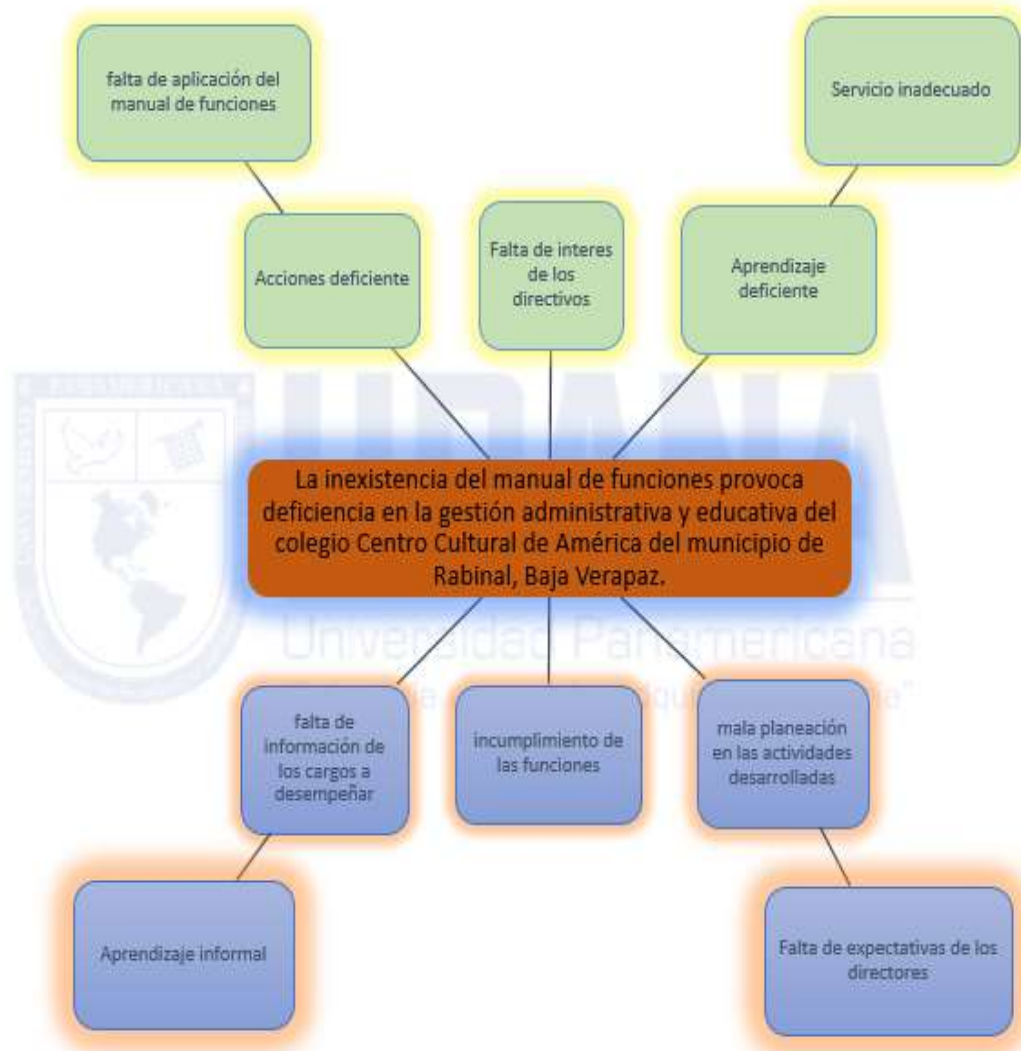 falta de aplicación del
manual de funciones
Servicio inadecuado
Acciones deficiente
Falta de interes
de los
directivos
Aprendizaje
deficiente
La inexistencia del manual de funciones provoca
deficiencia en la gestión administrativa y educativa del
colegio Centro Cultural de América del municipio de
Rabinal, Baja Verapaz.
Universidad Panamericana
falta de
información de
los cargos a
desempeñar
incumplimiento de
las funciones
mala planeación
en las actividades
desarrolladas
Aprendizaje informal
Falta de expectativas de los
directores